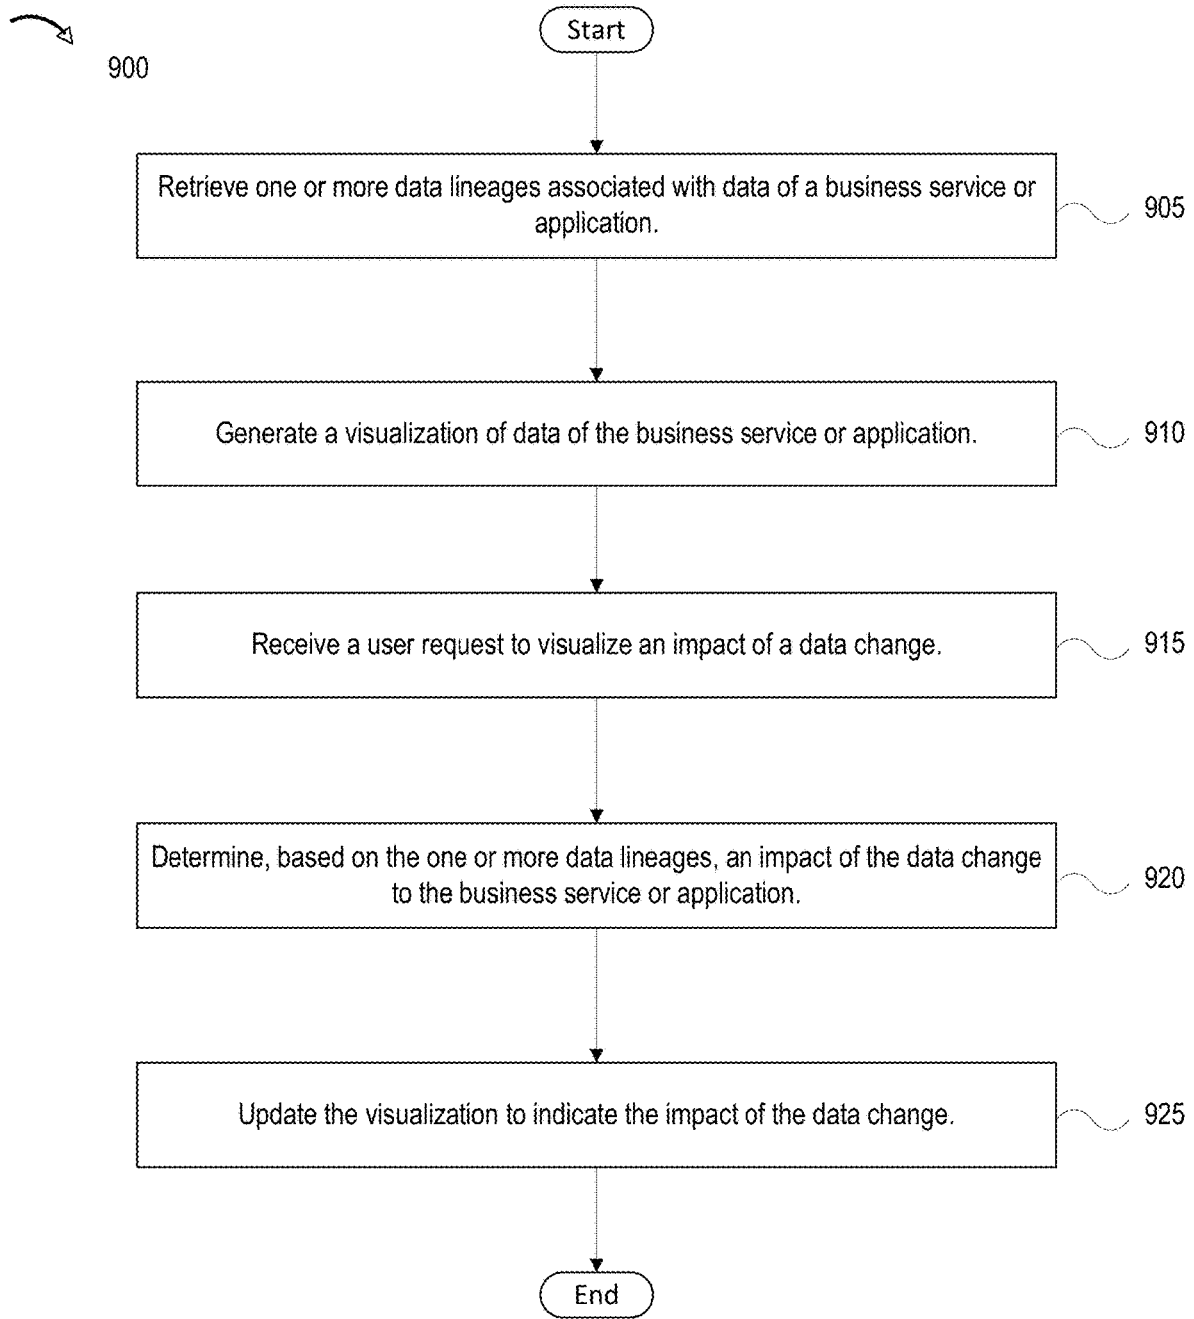 Start
900
Retrieve one or more data lineages associated with data of a business service or
application.
905
Generate a visualization of data of the business service or application.
910
Receive a user request to visualize an impact of a data change.
915
Determine, based on the one or more data lineages, an impact of the data change
to the business service or application.
920
Update the visualization to indicate the impact of the data change.
925
End